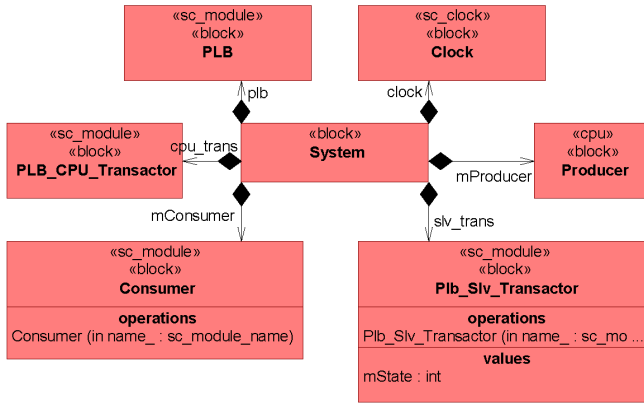 «sc_module»
«block»
PLB
«sc_clock»
«block»
Clock
plb
clock
«sc_module»
«block»
PLB_CPU_Transactor
cpu_trans
«block»
System
mProducer
«cpu»
«block»
Producer
mConsumer
slv_trans
«sc_module»
«block»
Consumer
operations
Consumer (in name_ : sc_module_name)
«sc_module»
«block»
Plb_Slv_Transactor
operations
Plb_Slv_Transactor (in name_ : sc_mo ...
values
mState : int